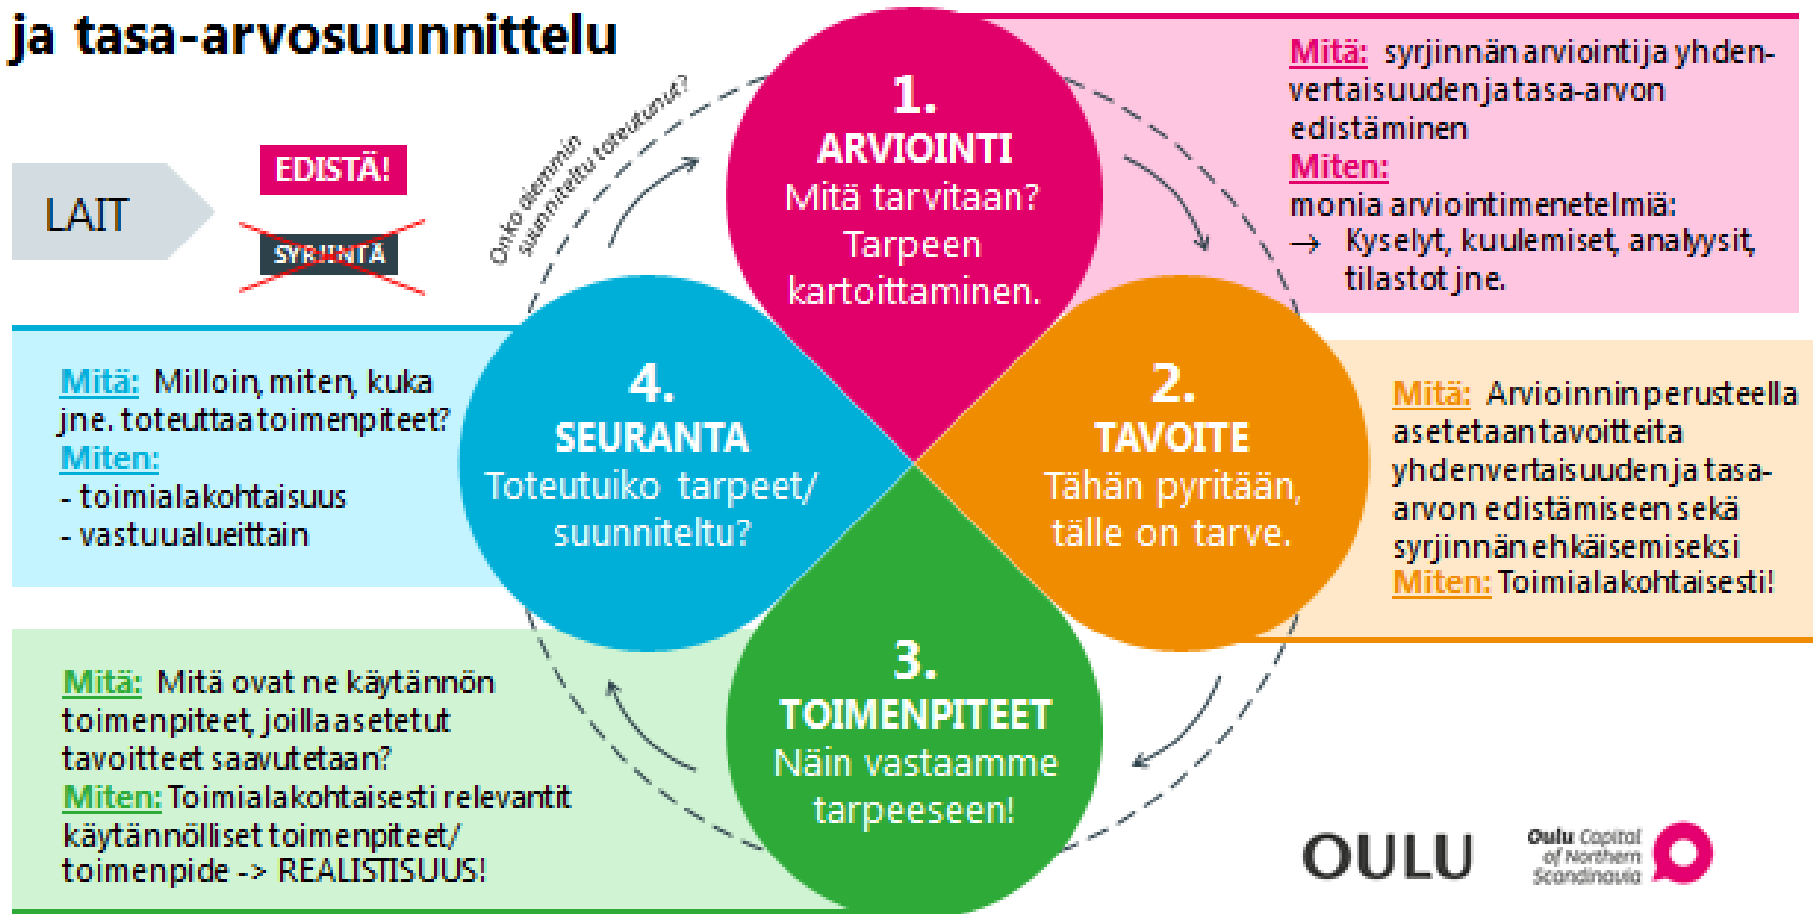 ja tasa-arvosuunnittelu
LAIT
EDISTÄ!
SYRJINTÄ
Onko aiemmin
suunniteltu toteutunut?
1.
ARVIOINTI
Mitä tarvitaan?
Tarpeen
kartoittaminen.
Mitä: syrjinnän arviointi ja yhden-
vertaisuuden ja tasa-arvon
edistäminen
Miten:
monia arviointimenetelmiä:
→ Kyselyt, kuulemiset, analyysit,
tilastot jne.
2.
TAVOITE
Tähän pyritään,
tälle on tarve.
Mitä: Arvioinnin perusteella
asetetaan tavoitteita
yhdenvertaisuuden ja tasa-
arvon edistämiseen sekä
syrjinnän ehkäisemiseksi
Miten: Toimialakohtaisesti!
3.
TOIMENPITEET
Näin vastaamme
tarpeeseen!
Mitä: Mitä ovat ne käytännön
toimenpiteet, joilla asetetut
tavoitteet saavutetaan?
Miten: Toimialakohtaisesti relevantit
käytännölliset toimenpiteet/
toimenpide -> REALISTISUUS!
4.
SEURANTA
Toteutuiko tarpeet/
suunniteltu?
Mitä: Milloin, miten, kuka
jne. toteuttaa toimenpiteet?
Miten:
- toimialakohtaisuus
- vastuualueittain
OULU
Oulu Capital
of Northern
Scandinavia